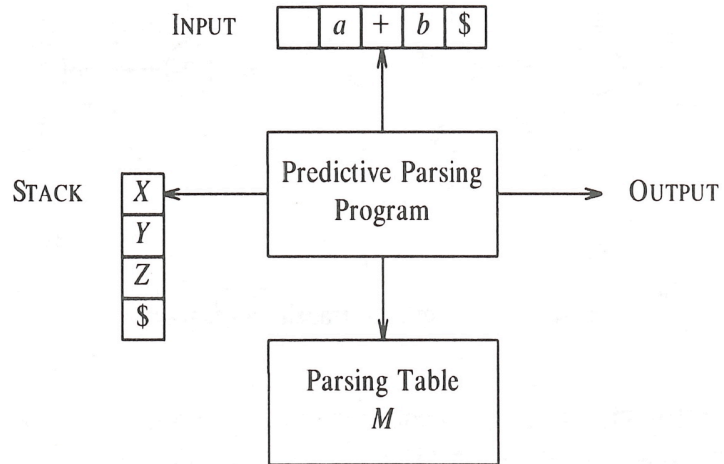 INPUT a + b $
Predictive Parsing
Program
STACK X
Y
Z
$
OUTPUT
Parsing Table
M